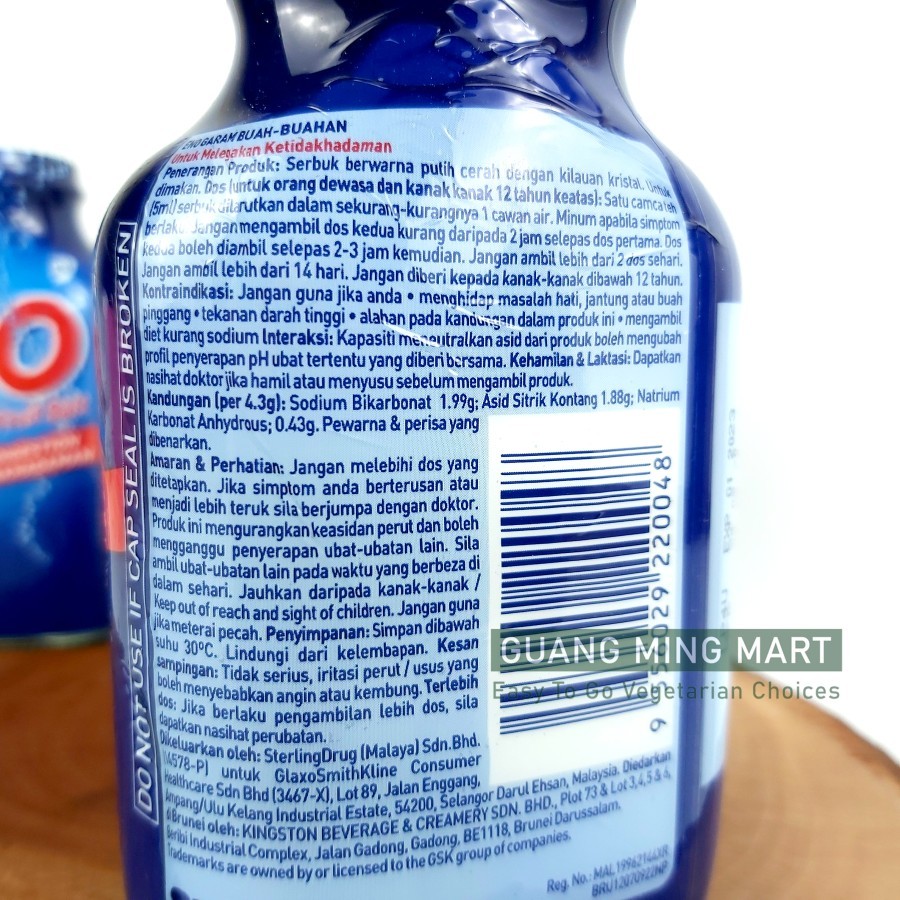 ENO GARAM BUAH-BUAHAN
Untuk Melegakan Ketidakhadaman
Penerangan Produk: Serbuk berwarna putih cerah dengan kilauan kristal. Untuk
dimakan. Dos (untuk orang dewasa dan kanak kanak 12 tahun keatas): Satu camca teh
(5ml) serbuk dilarutkan dalam sekurang-kurangnya 1 cawan air. Minum apabila simptom
berlaku. Jangan mengambil dos kedua kurang daripada 2 jam selepas dos pertama. Dos
kedua boleh diambil selepas 2-3 jam kemudian. Jangan ambil lebih dari 2 dos sehari.
Jangan ambil lebih dari 14 hari. Jangan diberi kepada kanak-kanak dibawah 12 tahun.
Kontraindikasi: Jangan guna jika anda • menghidap masalah hati, jantung atau buah
pinggang • tekanan darah tinggi • alahan pada kandungan dalam produk ini • mengambil
diet kurang sodium Interaksi: Kapasiti meneutralkan asid dari produk boleh mengubah
profil penyerapan pH ubat tertentu yang diberi bersama. Kehamilan & Laktasi: Dapatkan
nasihat doktor jika hamil atau menyusu sebelum mengambil produk.
Kandungan (per 4.3g): Sodium Bikarbonat 1.99g; Asid Sitrik Kontang 1.88g; Natrium
Karbonat Anhydrous; 0.43g. Pewarna & perisa yang
dibenarkan.
Amaran & Perhatian: Jangan melebihi dos yang
ditetapkan. Jika simptom anda berterusan atau
menjadi lebih teruk sila berjumpa dengan doktor.
Produk ini mengurangkan keasidan perut dan boleh
mengganggu penyerapan ubat-ubatan lain. Sila
ambil ubat-ubatan lain pada waktu yang berbeza di
dalam sehari. Jauhkan daripada kanak-kanak /
Keep out of reach and sight of children. Jangan guna
jika meterai pecah. Penyimpanan: Simpan dibawah
suhu 30°C. Lindungi dari kelembapan. Kesan
sampingan: Tidak serius, iritasi perut / usus yang
boleh menyebabkan angin atau kembung. Terlebih
dos: Jika berlaku pengambilan lebih dos, sila
dapatkan nasihat perubatan.
Dikeluarkan oleh: SterlingDrug (Malaya) Sdn.Bhd.
(4578-P) untuk GlaxoSmithKline Consumer
Healthcare Sdn Bhd (3467-X), Lot 89, Jalan Enggang,
Ampang/Ulu Kelang Industrial Estate, 54200, Selangor Darul Ehsan, Malaysia. Diedarkan
di Brunei oleh: KINGSTON BEVERAGE & CREAMERY SDN. BHD., Plot 73 & Lot 3,4,5 & 6,
Beribi Industrial Complex, Jalan Gadong, Gadong, BE1118, Brunei Darussalam.
Trademarks are owned by or licensed to the GSK group of companies.
Reg. No.: MAL19962144XR
BRU12070922HP
DO NOT USE IF CAP SEAL IS BROKEN
9 555029 220048
GUANG MING MART
Easy To Go Vegetarian Choices